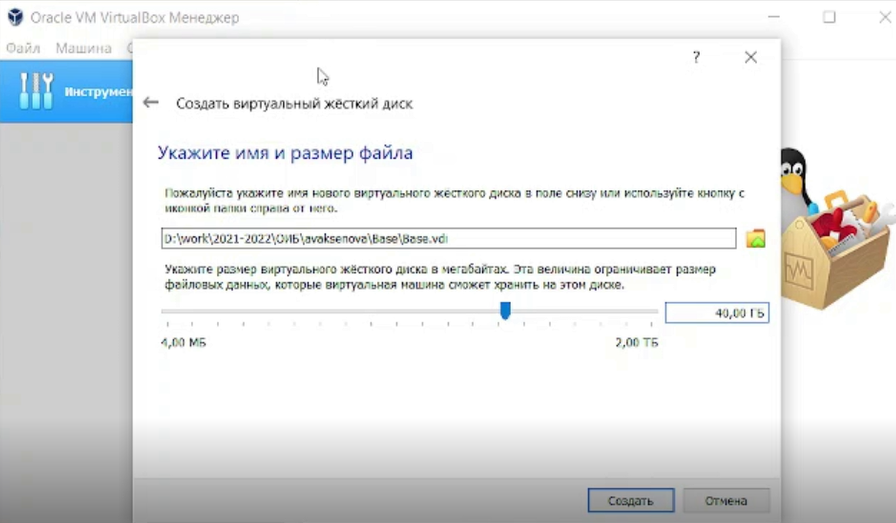 Oracle VM VirtualBox Менеджер
Файл Машина
?
Инструмен
Создать виртуальный жёсткий диск
Укажите имя и размер файла
Пожалуйста укажите имя нового виртуального жёсткого диска в поле снизу или используйте кнопку с
иконкой папки справа от него.
D:\work\2021-2022\ОИБ\avaksenova\Base\Base.vdi
Укажите размер виртуального жёсткого диска в мегабайтах. Эта величина ограничивает размер
файловых данных, которые виртуальная машина сможет хранить на этом диске.
40,00 ГБ
4,00 МБ 2,00 ТБ
Создать Отмена